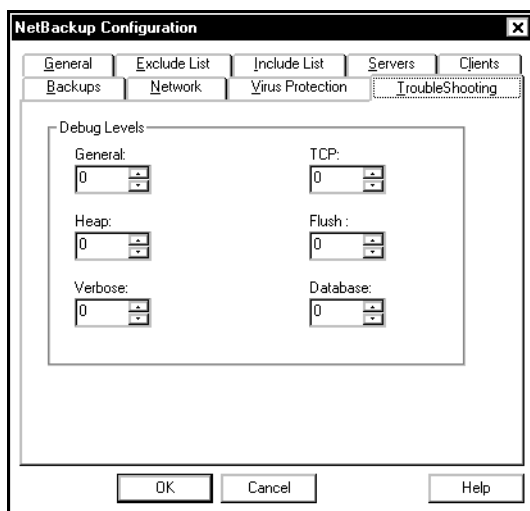 NetBackup Configuration
General Exclude List Include List Servers Clients
Backups Network Virus Protection TroubleShooting
Debug Levels
General: TCP:
0 0
Heap: Flush :
0 0
Verbose: Database:
0 0
OK Cancel Help